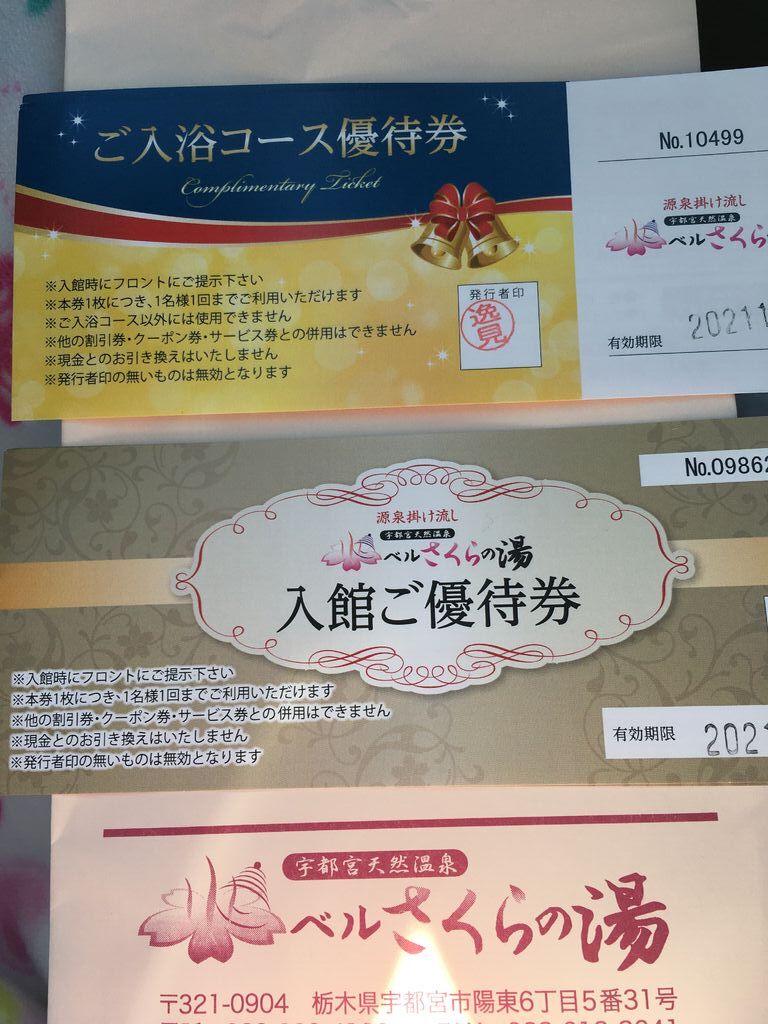 ご入浴コース優待券
Complimentary Ticket
※入館時にフロントにご提示下さい
※本券1枚につき、1名様1回までご利用いただけます
※ご入浴コース以外には使用できません
※他の割引券・クーポン券・サービス券との併用はできません
※現金とのお引き換えはいたしません
※発行者印の無いものは無効となります
発行者印
逸見
No.10499
源泉掛け流し
宇都宮天然温泉
ベルさくら
有効期限
20211
No.09862
源泉掛け流し
宇都宮天然温泉
ベルさくらの湯
入館ご優待券
※入館時にフロントにご提示下さい
※本券1枚につき、1名様1回までご利用いただけます
※他の割引券・クーポン券・サービス券との併用はできません
※現金とのお引き換えはいたしません
※発行者印の無いものは無効となります
有効期限
202
宇都宮天然温泉
ベルさくらの湯
〒321-0904 栃木県宇都宮市陽東6丁目5番31号